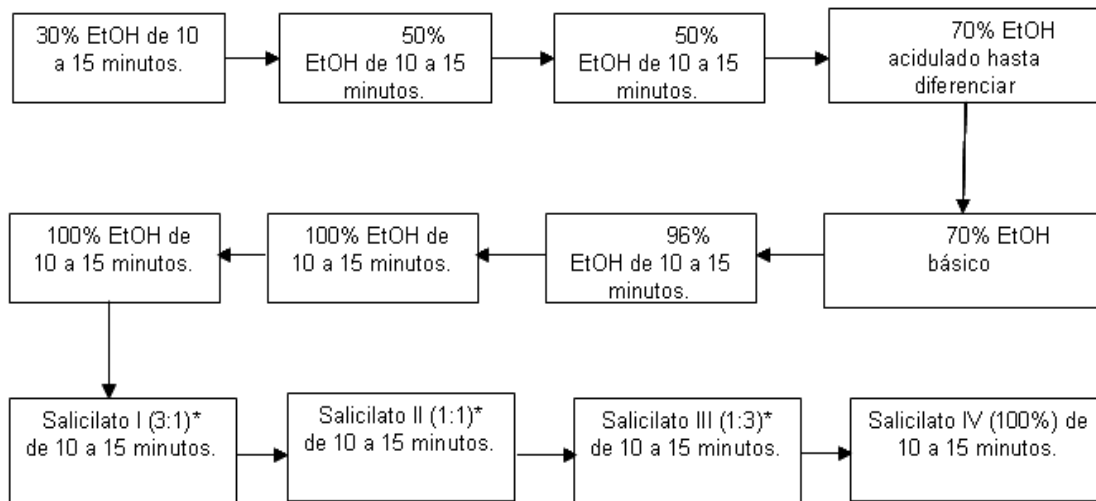 30% EtOH de 10
a 15 minutos.
50%
EtOH de 10 a 15
minutos.
50%
EtOH de 10 a 15
minutos.
70% EtOH
acidulado hasta
diferenciar
70% EtOH
básico
96%
EtOH de 10 a 15
minutos.
100% EtOH de
10 a 15 minutos.
100% EtOH de
10 a 15 minutos.
Salicilato I (3:1)*
de 10 a 15 minutos.
Salicilato II (1:1)*
de 10 a 15 minutos.
Salicilato III (1:3)*
de 10 a 15 minutos.
Salicilato IV (100%) de
10 a 15 minutos.